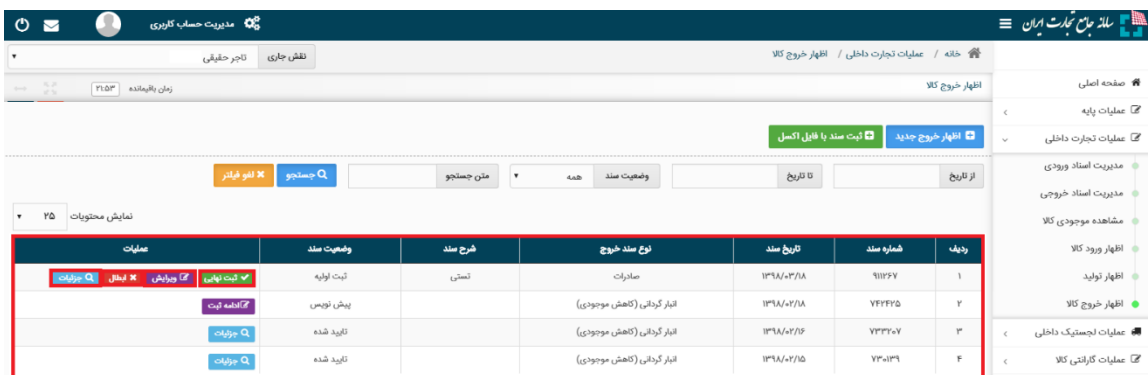 سامانه جامع تجارت ایران
مدیریت حساب کاربری
خانه / عملیات تجارت داخلی / اظهار خروج کالا
نقش جاری تاجر حقیقی
اظهار خروج کالا
زمان باقیمانده ۲۱:۵۳
صفحه اصلی
عملیات پایه
عملیات تجارت داخلی
مدیریت اسناد ورودی
مدیریت اسناد خروجی
مشاهده موجودی کالا
اظهار ورود کالا
اظهار تولید
اظهار خروج کالا
عملیات لجستیک داخلی
عملیات گارانتی کالا
اظهار خروج جدید ثبت سند با فایل اکسل
از تاریخ تا تاریخ وضعیت سند همه متن جستجو جستجو لغو فیلتر
نمایش محتویات ۲۵
ردیف شماره سند تاریخ سند نوع سند خروج شرح سند وضعیت سند عملیات
۱ ۹۱۱۲۶۷ ۱۳۹۸/۰۳/۱۸ صادرات تستی ثبت اولیه ثبت نهایی ویرایش ابطال جزئیات
۲ ۷۴۲۴۲۵ ۱۳۹۸/۰۲/۱۸ انبار گردانی (کاهش موجودی) پیش نویس ادامه ثبت
۳ ۷۳۳۲۰۷ ۱۳۹۸/۰۲/۱۶ انبار گردانی (کاهش موجودی) تایید شده جزئیات
۴ ۷۳۰۱۳۹ ۱۳۹۸/۰۲/۱۵ انبار گردانی (کاهش موجودی) تایید شده جزئیات